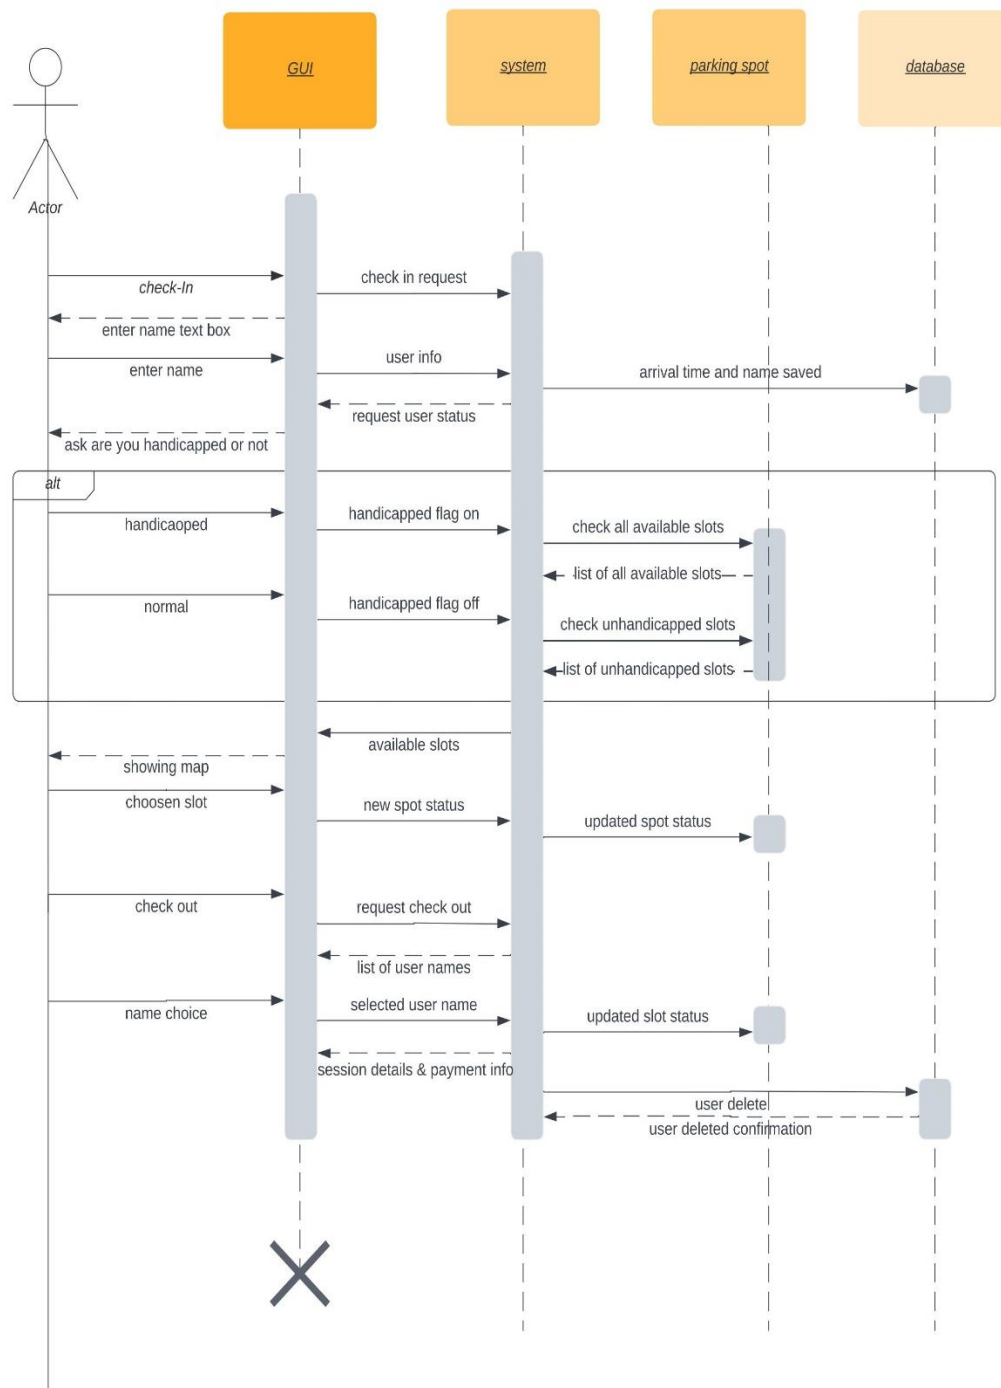 GUI
system
parking spot
database
Actor
check-In
check in request
enter name text box
enter name
user info
arrival time and name saved
request user status
ask are you handicapped or not
alt
handicaoped
handicapped flag on
check all available slots
list of all available slots
normal
handicapped flag off
check unhandicapped slots
list of unhandicapped slots
available slots
showing map
choosen slot
new spot status
updated spot status
check out
request check out
list of user names
name choice
selected user name
updated slot status
session details & payment info
user delete
user deleted confirmation